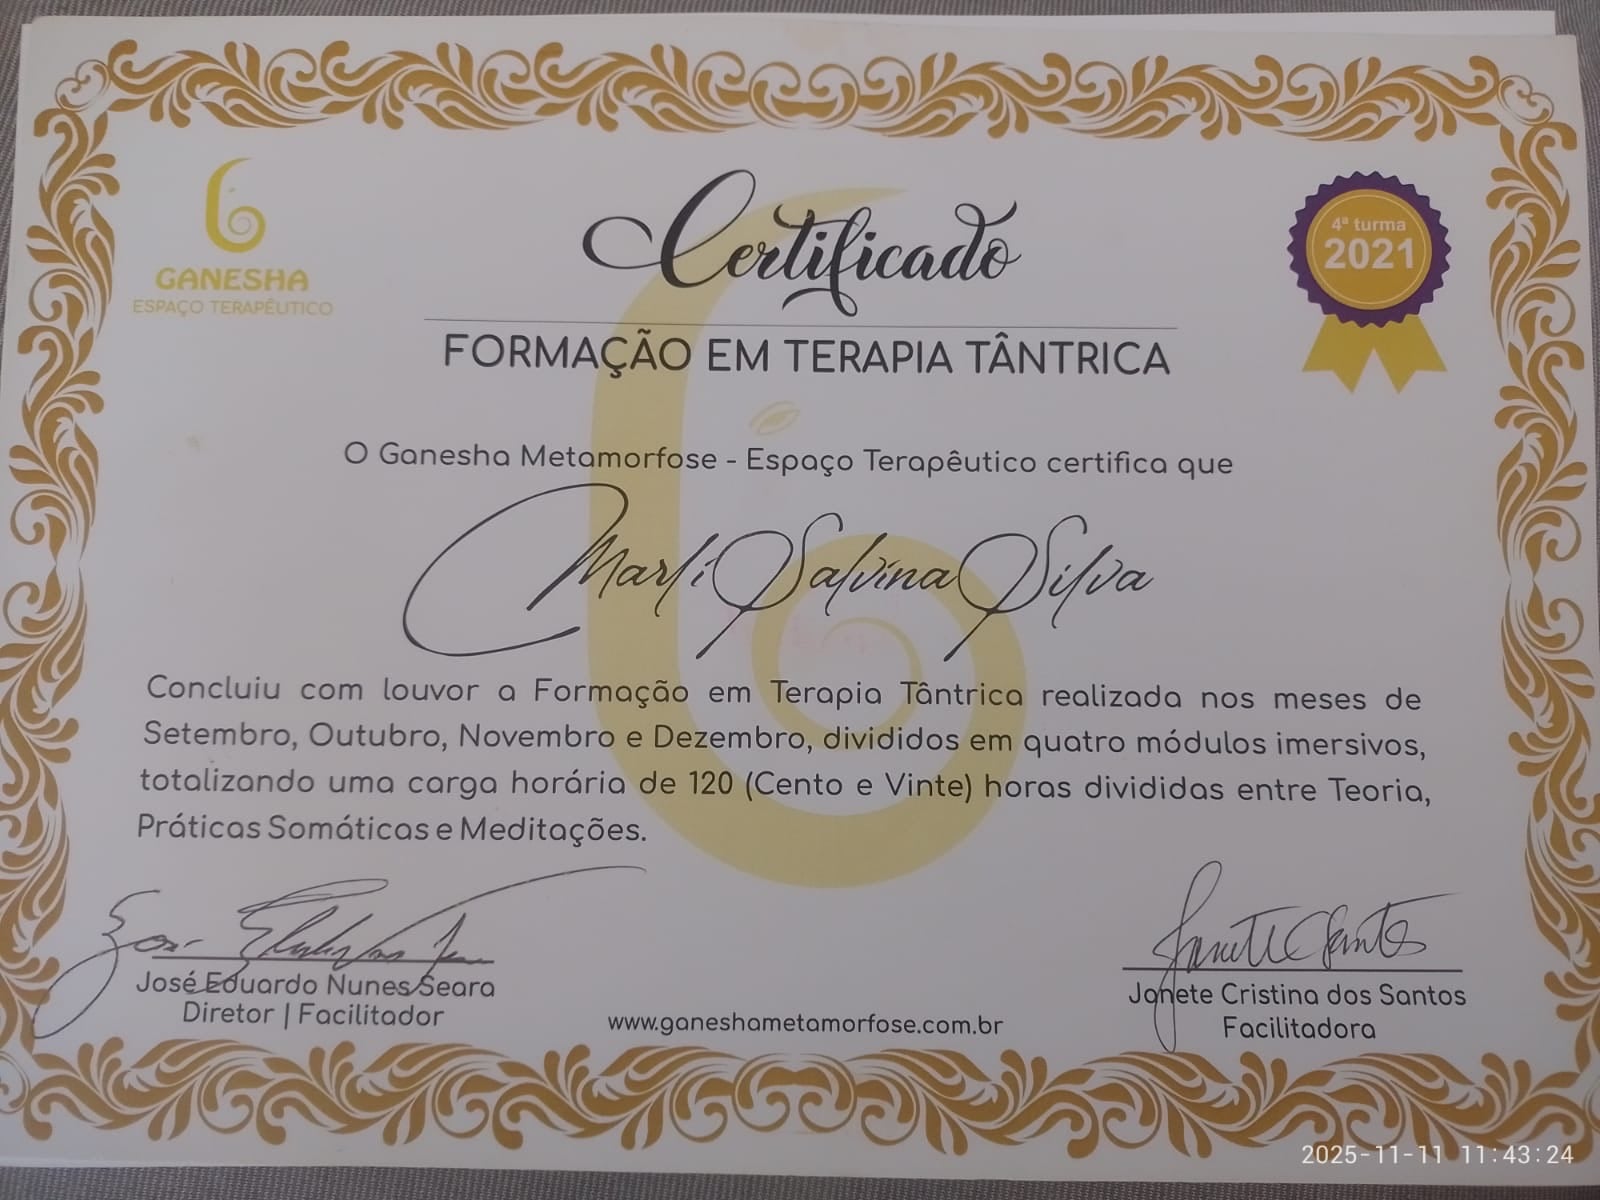 GANESHA
ESPAÇO TERAPÊUTICO
Certificado
4ª turma
2021
FORMAÇÃO EM TERAPIA TÂNTRICA
O Ganesha Metamorfose - Espaço Terapêutico certifica que
Marli Salvina Silva
Concluiu com louvor a Formação em Terapia Tântrica realizada nos meses de
Setembro, Outubro, Novembro e Dezembro, divididos em quatro módulos imersivos,
totalizando uma carga horária de 120 (Cento e Vinte) horas divididas entre Teoria,
Práticas Somáticas e Meditações.
José Eduardo Nunes Seara
Diretor | Facilitador
www.ganeshametamorfose.com.br
Janete Santos
Janete Cristina dos Santos
Facilitadora
2025-11-11 11:43:24